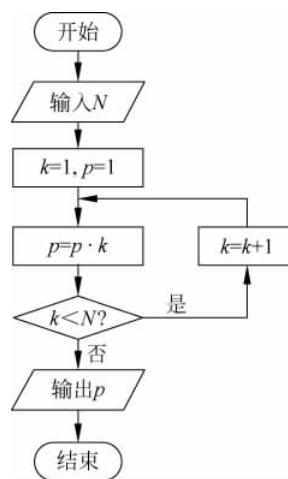 开始
输入N
k=1, p=1
p=p·k
k=k+1
k<N?
是
否
输出p
结束